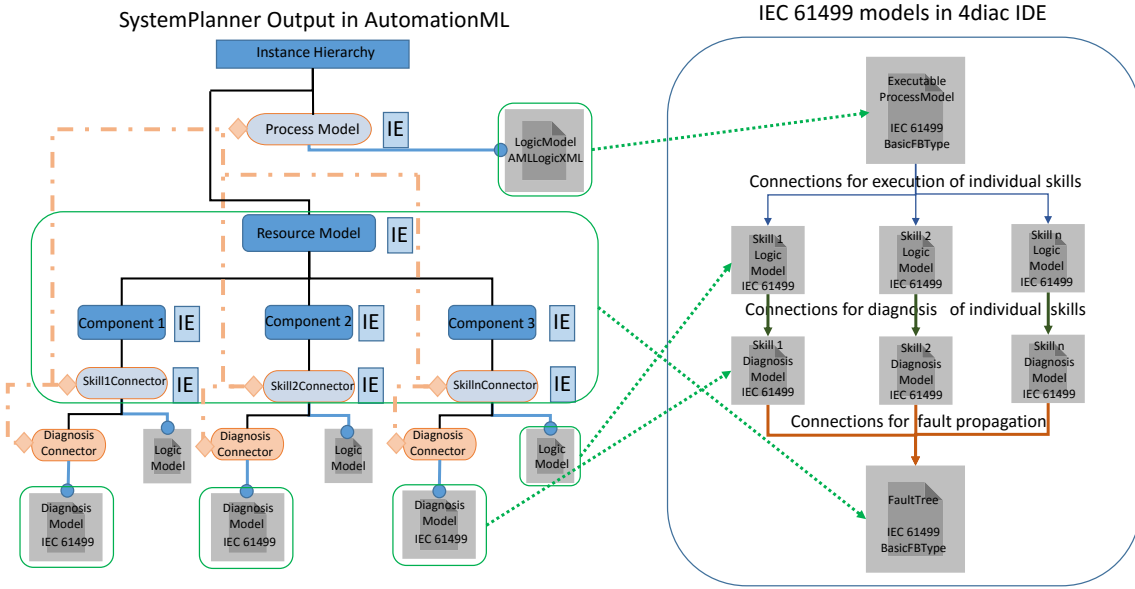 SystemPlanner Output in AutomationML
IEC 61499 models in 4diac IDE
Instance Hierarchy
Process Model
IE
LogicModel
AMLLogicXML
Executable
ProcessModel
IEC 61499
BasicFBType
Connections for execution of individual skills
Resource Model
IE
Skill 1
Logic
Model
IEC 61499
Skill 2
Logic
Model
IEC 61499
Skill n
Logic
Model
IEC 61499
Component 1
IE
Component 2
IE
Component 3
IE
Connections for diagnosis of individual skills
Skill 1
Diagnosis
Model
IEC 61499
Skill 2
Diagnosis
Model
IEC 61499
Skill n
Diagnosis
Model
IEC 61499
Skill1Connector
IE
Skill2Connector
IE
SkillnConnector
IE
Connections for fault propagation
Diagnosis
Connector
Logic
Model
Diagnosis
Connector
Logic
Model
Diagnosis
Connector
Logic
Model
Diagnosis
Model
IEC 61499
Diagnosis
Model
IEC 61499
Diagnosis
Model
IEC 61499
FaultTree
IEC 61499
BasicFBType